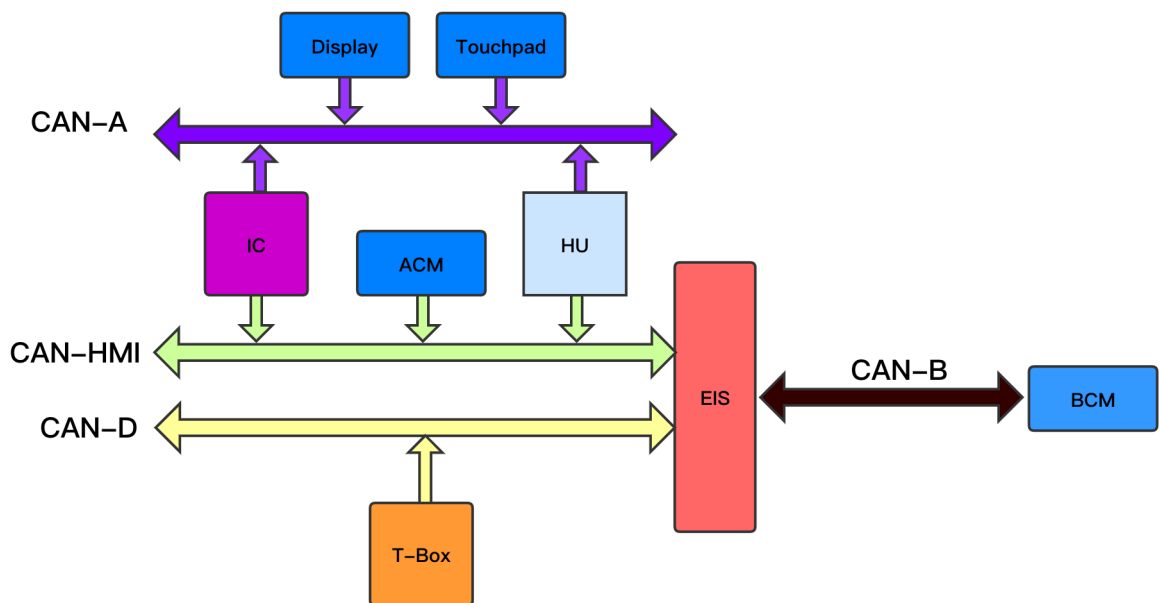 Display
Touchpad
CAN–A
IC
ACM
HU
CAN–HMI
CAN–B
EIS
BCM
CAN–D
T–Box